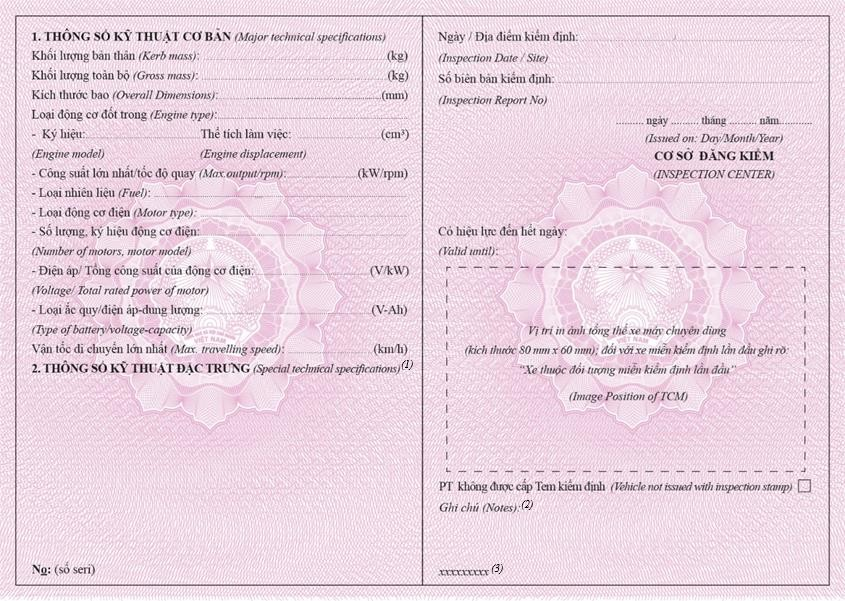 1. THÔNG SỐ KỸ THUẬT CƠ BẢN (Major technical specifications)
Khối lượng bản thân (Kerb mass): (kg)
Khối lượng toàn bộ (Gross mass): (kg)
Kích thước bao (Overall Dimensions): (mm)
Loại động cơ đốt trong (Engine type):
- Ký hiệu: Thể tích làm việc: (cm³)
(Engine model) (Engine displacement)
- Công suất lớn nhất/tốc độ quay (Max.output/rpm): (kW/rpm)
- Loại nhiên liệu (Fuel):
- Loại động cơ điện (Motor type):
- Số lượng, ký hiệu động cơ điện:
(Number of motors, motor model)
- Điện áp/ Tổng công suất của động cơ điện: (V/kW)
(Voltage/ Total rated power of motor)
- Loại ắc quy/điện áp-dung lượng: (V-Ah)
(Type of battery/voltage-capacity)
Vận tốc di chuyển lớn nhất (Max. travelling speed): (km/h)
2. THÔNG SỐ KỸ THUẬT ĐẶC TRƯNG (Special technical specifications)(1)
VIỆT NAM
No: (số seri)
Ngày / Địa điểm kiểm định:
(Inspection Date / Site)
Số biên bản kiểm định:
(Inspection Report No)
.......... ngày .......... tháng .......... năm............
(Issued on: Day/Month/Year)
CƠ SỞ ĐĂNG KIỂM
(INSPECTION CENTER)
Có hiệu lực đến hết ngày:
(Valid until):
Vị trí in ảnh tổng thể xe máy chuyên dùng
(kích thước 80 mm x 60 mm); đối với xe miễn kiểm định lần đầu ghi rõ:
"Xe thuộc đối tượng miễn kiểm định lần đầu"
(Image Position of TCM)
VIỆT NAM
PT không được cấp Tem kiểm định (Vehicle not issued with inspection stamp)
Ghi chú (Notes):(2)
xxxxxxxxx (3)